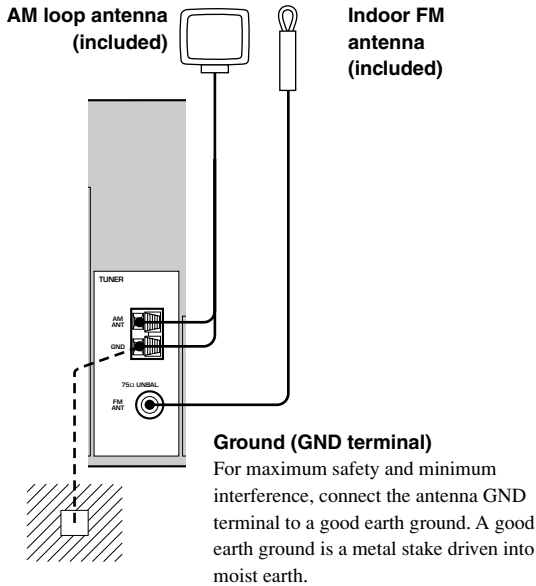 AM loop antenna
(included)
Indoor FM
antenna
(included)
TUNER
AM
ANT
GND
75Ω UNBAL.
FM
ANT
Ground (GND terminal)
For maximum safety and minimum
interference, connect the antenna GND
terminal to a good earth ground. A good
earth ground is a metal stake driven into
moist earth.